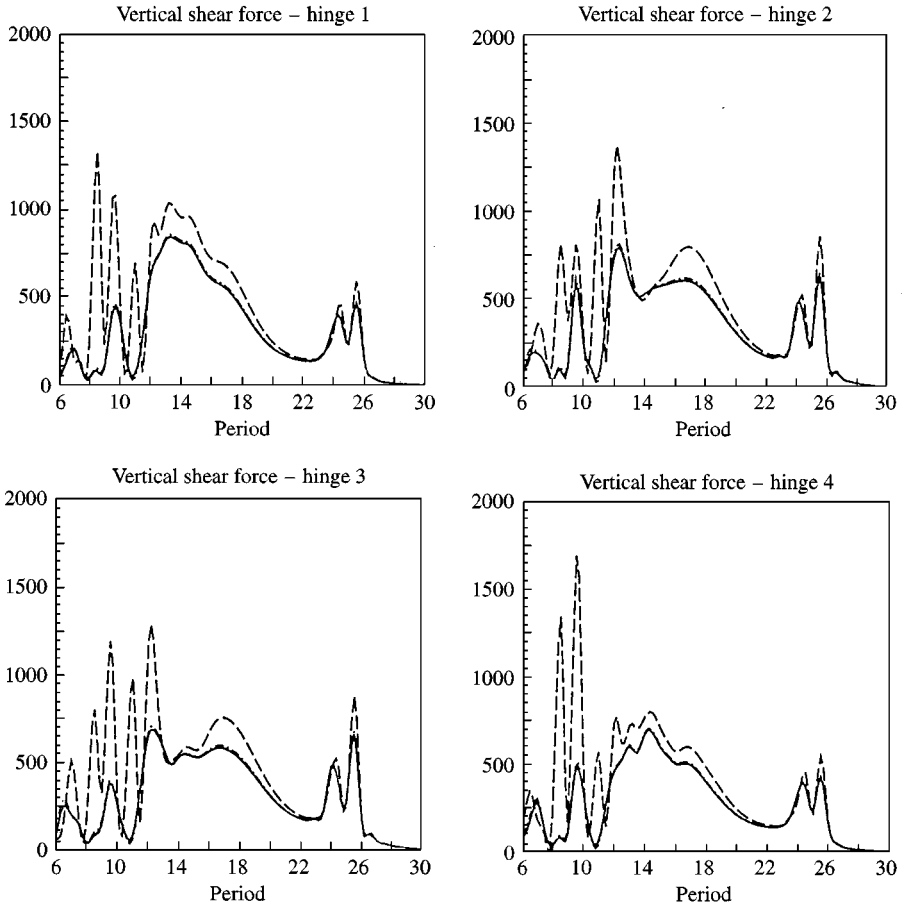 Vertical shear force – hinge 1
2000
1500
1000
500
0
6 10 14 18 22 26 30
Period
Vertical shear force – hinge 2
2000
1500
1000
500
0
6 10 14 18 22 26 30
Period
Vertical shear force – hinge 3
2000
1500
1000
500
0
6 10 14 18 22 26 30
Period
Vertical shear force – hinge 4
2000
1500
1000
500
0
6 10 14 18 22 26 30
Period